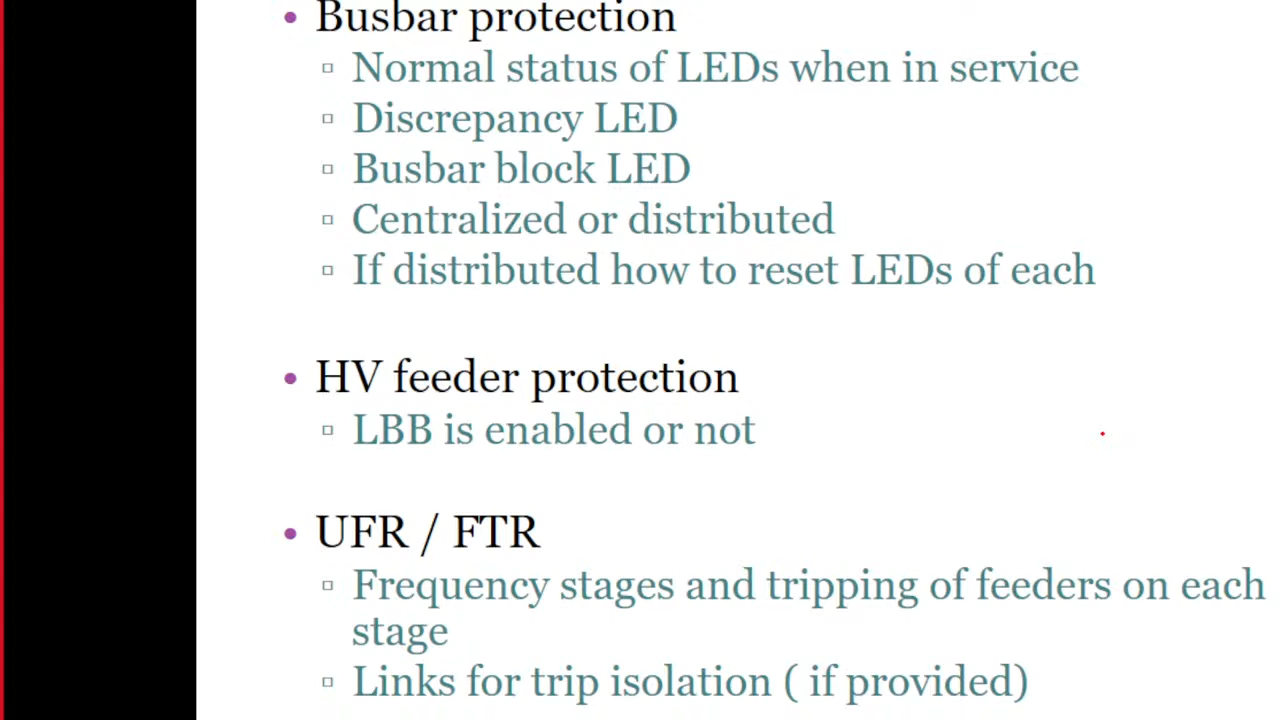 • Busbar protection
▫ Normal status of LEDs when in service
▫ Discrepancy LED
▫ Busbar block LED
▫ Centralized or distributed
▫ If distributed how to reset LEDs of each
• HV feeder protection
▫ LBB is enabled or not
• UFR / FTR
▫ Frequency stages and tripping of feeders on each
stage
▫ Links for trip isolation ( if provided)